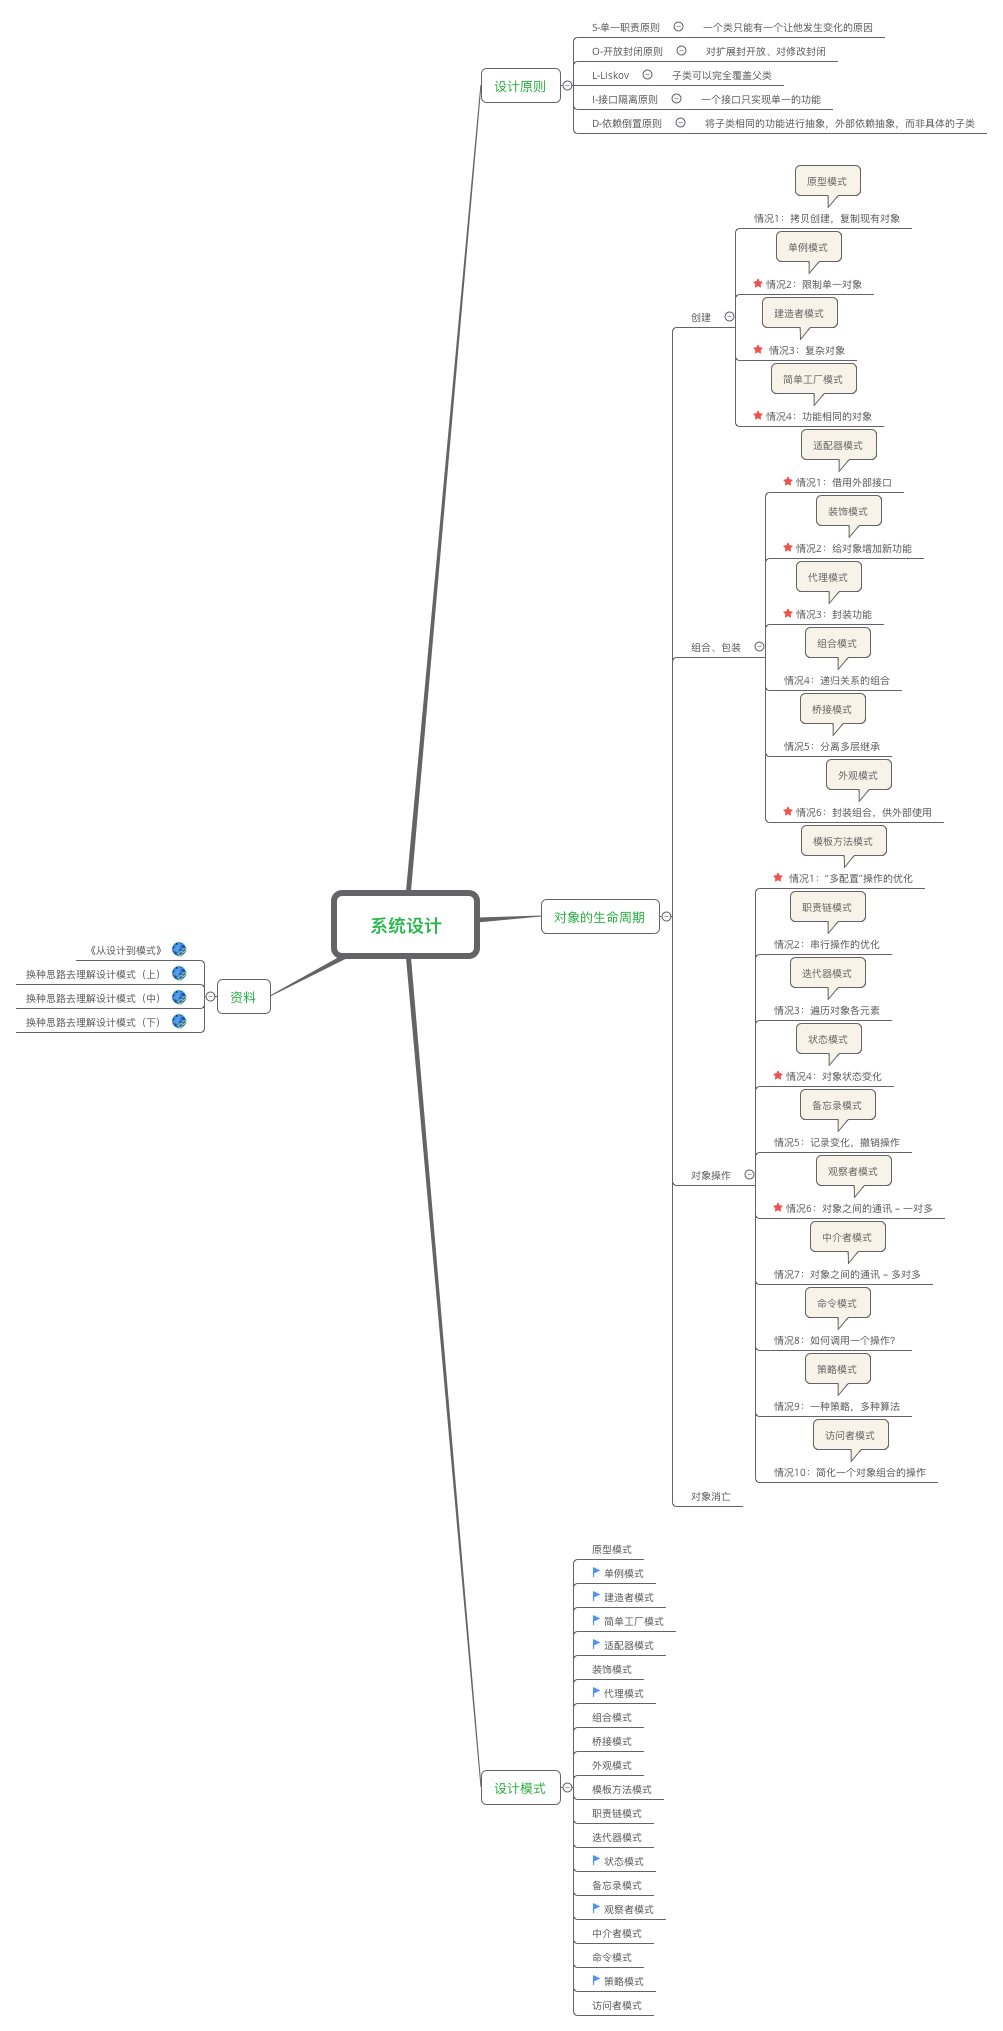 S-单一职责原则 一个类只能有一个让他发生变化的原因
O-开放封闭原则 对扩展封开放、对修改封闭
L-Liskov 子类可以完全覆盖父类
设计原则
I-接口隔离原则 一个接口只实现单一的功能
D-依赖倒置原则 将子类相同的功能进行抽象，外部依赖抽象，而非具体的子类
原型模式
情况1：拷贝创建，复制现有对象
单例模式
情况2：限制单一对象
建造者模式
创建
情况3：复杂对象
简单工厂模式
情况4：功能相同的对象
适配器模式
情况1：借用外部接口
装饰模式
情况2：给对象增加新功能
代理模式
情况3：封装功能
组合模式
组合、包装
情况4：递归关系的组合
桥接模式
情况5：分离多层继承
外观模式
情况6：封装组合，供外部使用
模板方法模式
情况1：“多配置”操作的优化
职责链模式
对象的生命周期
系统设计
情况2：串行操作的优化
迭代器模式
情况3：遍历对象各元素
状态模式
情况4：对象状态变化
备忘录模式
情况5：记录变化，撤销操作
观察者模式
对象操作
情况6：对象之间的通讯 – 一对多
中介者模式
情况7：对象之间的通讯 – 多对多
命令模式
情况8：如何调用一个操作？
策略模式
情况9：一种策略，多种算法
访问者模式
情况10：简化一个对象组合的操作
对象消亡
《从设计到模式》
换种思路去理解设计模式（上）
资料
换种思路去理解设计模式（中）
换种思路去理解设计模式（下）
原型模式
单例模式
建造者模式
简单工厂模式
适配器模式
装饰模式
代理模式
组合模式
桥接模式
外观模式
设计模式
模板方法模式
职责链模式
迭代器模式
状态模式
备忘录模式
观察者模式
中介者模式
命令模式
策略模式
访问者模式